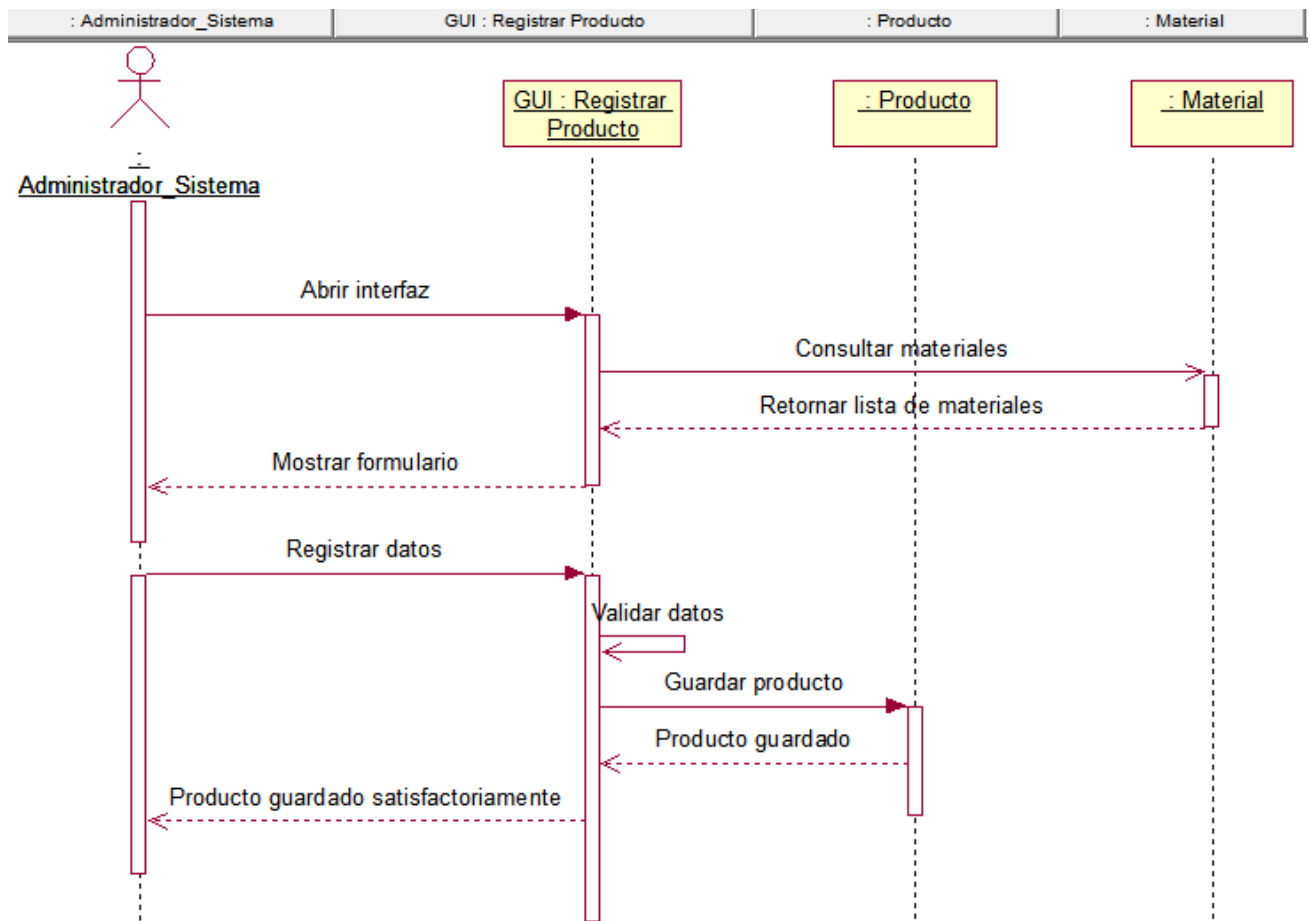 : Administrador_Sistema
GUI : Registrar Producto
: Producto
: Material
GUI : Registrar
Producto
: Producto
: Material
:
Administrador_Sistema
Abrir interfaz
Consultar materiales
Retornar lista de materiales
Mostrar formulario
Registrar datos
Validar datos
Guardar producto
Producto guardado
Producto guardado satisfactoriamente